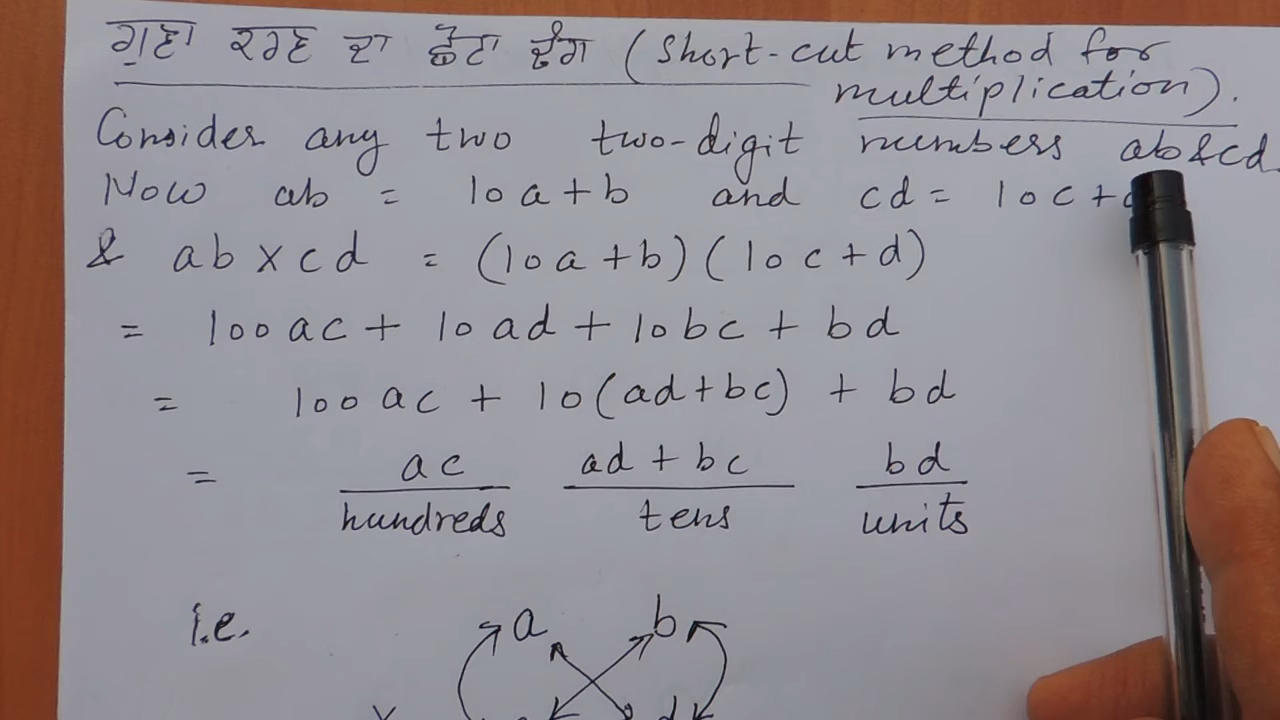 ਗੁਣਾ ਕਰਣ ਦਾ ਛੋਟਾ ਢੰਗ (Short-cut method for
multiplication).
Consider any two two-digit numbers ab&cd.
Now ab = 10a+b and cd = 10c+d
& ab×cd = (10a+b)(10c+d)
= 100ac + 10ad + 10bc + bd
= 100ac + 10(ad+bc) + bd
= ac ad + bc bd
hundreds tens units
i.e. a b
×